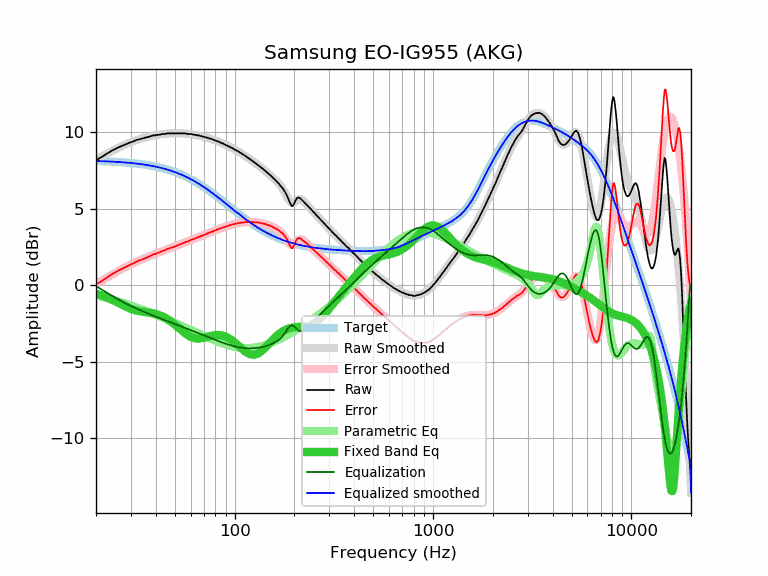 Samsung EO-IG955 (AKG)
Amplitude (dBr)
10
5
0
−5
−10
Target
Raw Smoothed
Error Smoothed
Raw
Error
Parametric Eq
Fixed Band Eq
Equalization
Equalized smoothed
100
1000
10000
Frequency (Hz)